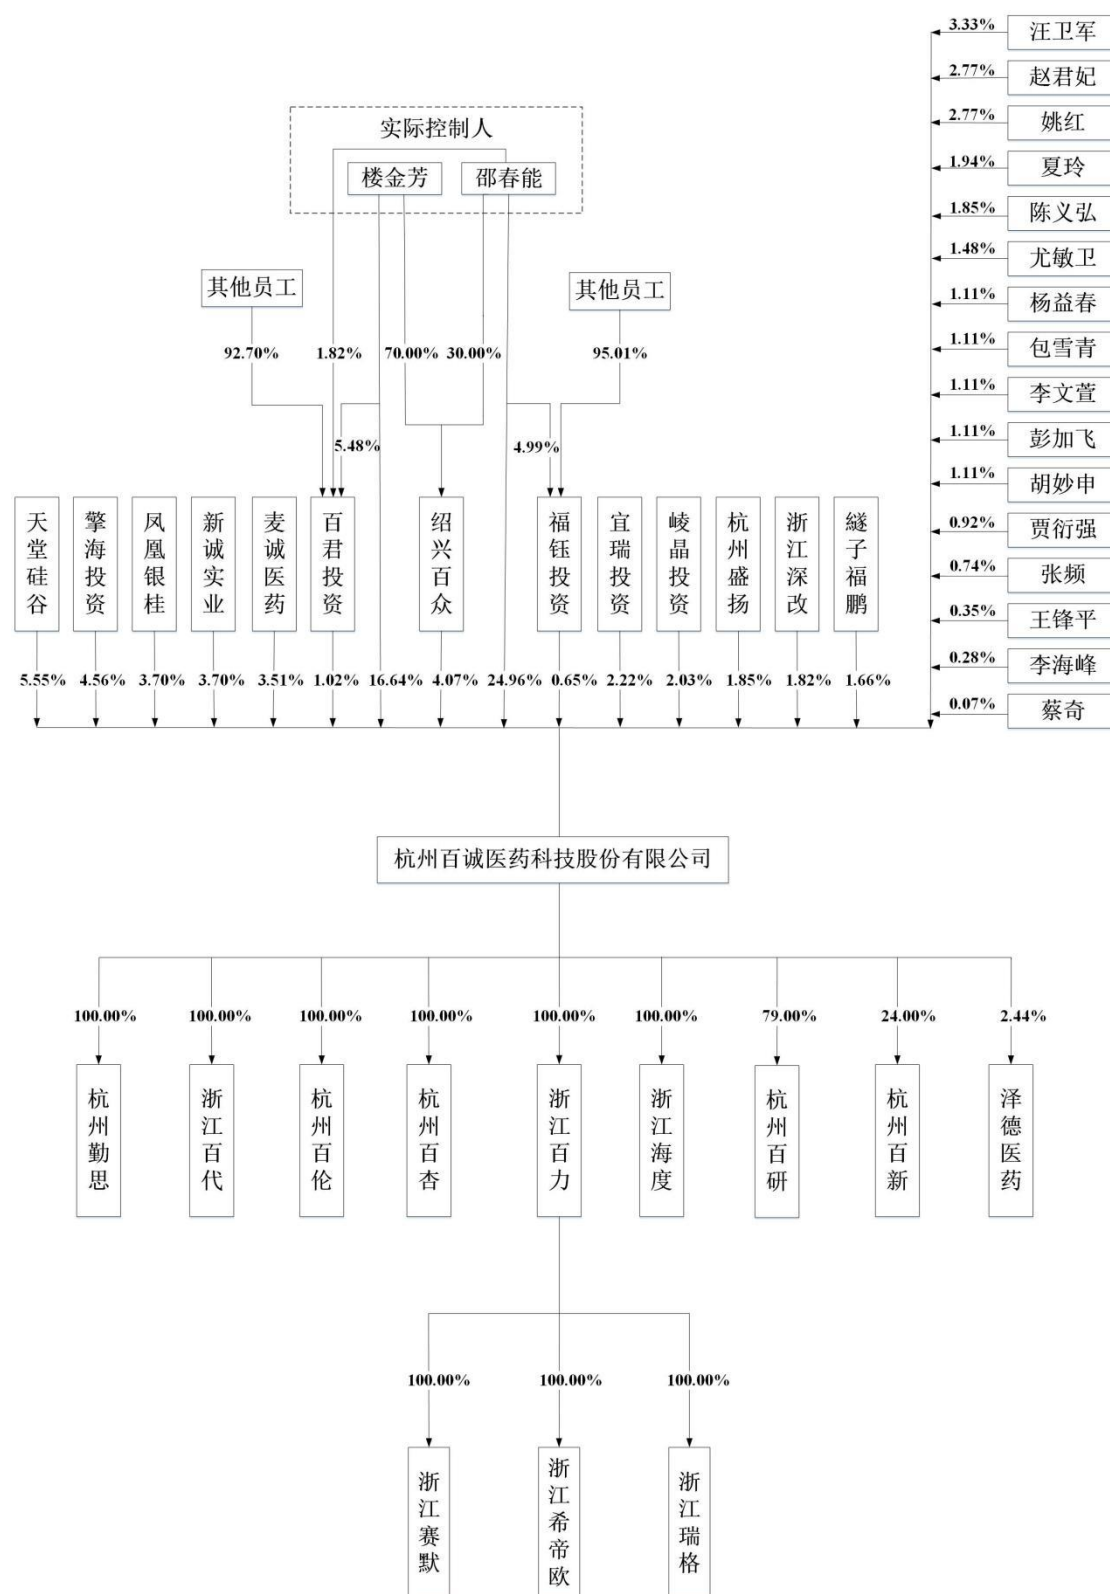 3.33%
汪卫军
2.77%
赵君妃
2.77%
姚红
1.94%
夏玲
1.85%
陈义弘
1.48%
尤敏卫
1.11%
杨益春
1.11%
包雪青
1.11%
李文萱
1.11%
彭加飞
1.11%
胡妙申
0.92%
贾衍强
0.74%
张频
0.35%
王锋平
0.28%
李海峰
0.07%
蔡奇
实际控制人
楼金芳
邵春能
其他员工
其他员工
92.70%
1.82%
70.00%
30.00%
95.01%
5.48%
4.99%
天堂硅谷
擎海投资
凤凰银桂
新诚实业
麦诚医药
百君投资
绍兴百众
福钰投资
宜瑞投资
崚晶投资
杭州盛扬
浙江深改
繸子福鹏
5.55%
4.56%
3.70%
3.70%
3.51%
1.02%
16.64%
4.07%
24.96%
0.65%
2.22%
2.03%
1.85%
1.82%
1.66%
杭州百诚医药科技股份有限公司
100.00%
100.00%
100.00%
100.00%
100.00%
100.00%
79.00%
24.00%
2.44%
杭州勤思
浙江百代
杭州百伦
杭州百杏
浙江百力
浙江海度
杭州百研
杭州百新
泽德医药
100.00%
100.00%
100.00%
浙江赛默
浙江希帝欧
浙江瑞格